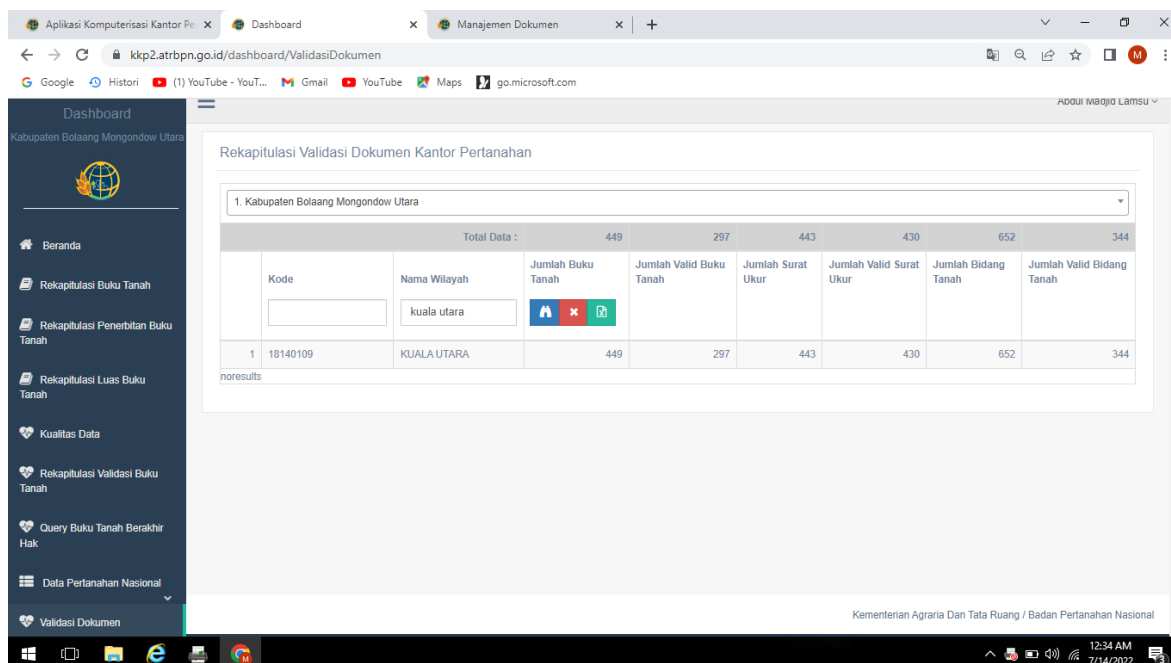 Aplikasi Komputerisasi Kantor Pe
Dashboard
Manajemen Dokumen
kkp2.atrbpn.go.id/dashboard/ValidasiDokumen
M
Google
Histori
(1) YouTube - YouT...
Gmail
YouTube
Maps
go.microsoft.com
Dashboard
Kabupaten Bolaang Mongondow Utara
Abdul Madjid Lamsu
Beranda
Rekapitulasi Buku Tanah
Rekapitulasi Penerbitan Buku
Tanah
Rekapitulasi Luas Buku
Tanah
Kualitas Data
Rekapitulasi Validasi Buku
Tanah
Query Buku Tanah Berakhir
Hak
Data Pertanahan Nasional
Validasi Dokumen
Rekapitulasi Validasi Dokumen Kantor Pertanahan
1. Kabupaten Bolaang Mongondow Utara
Total Data : 449 297 443 430 652 344
Kode Nama Wilayah Jumlah Buku Tanah Jumlah Valid Buku Tanah Jumlah Surat Ukur Jumlah Valid Surat Ukur Jumlah Bidang Tanah Jumlah Valid Bidang Tanah
kuala utara
1 18140109 KUALA UTARA 449 297 443 430 652 344
noresults
Kementerian Agraria Dan Tata Ruang / Badan Pertanahan Nasional
12:34 AM
7/14/2022